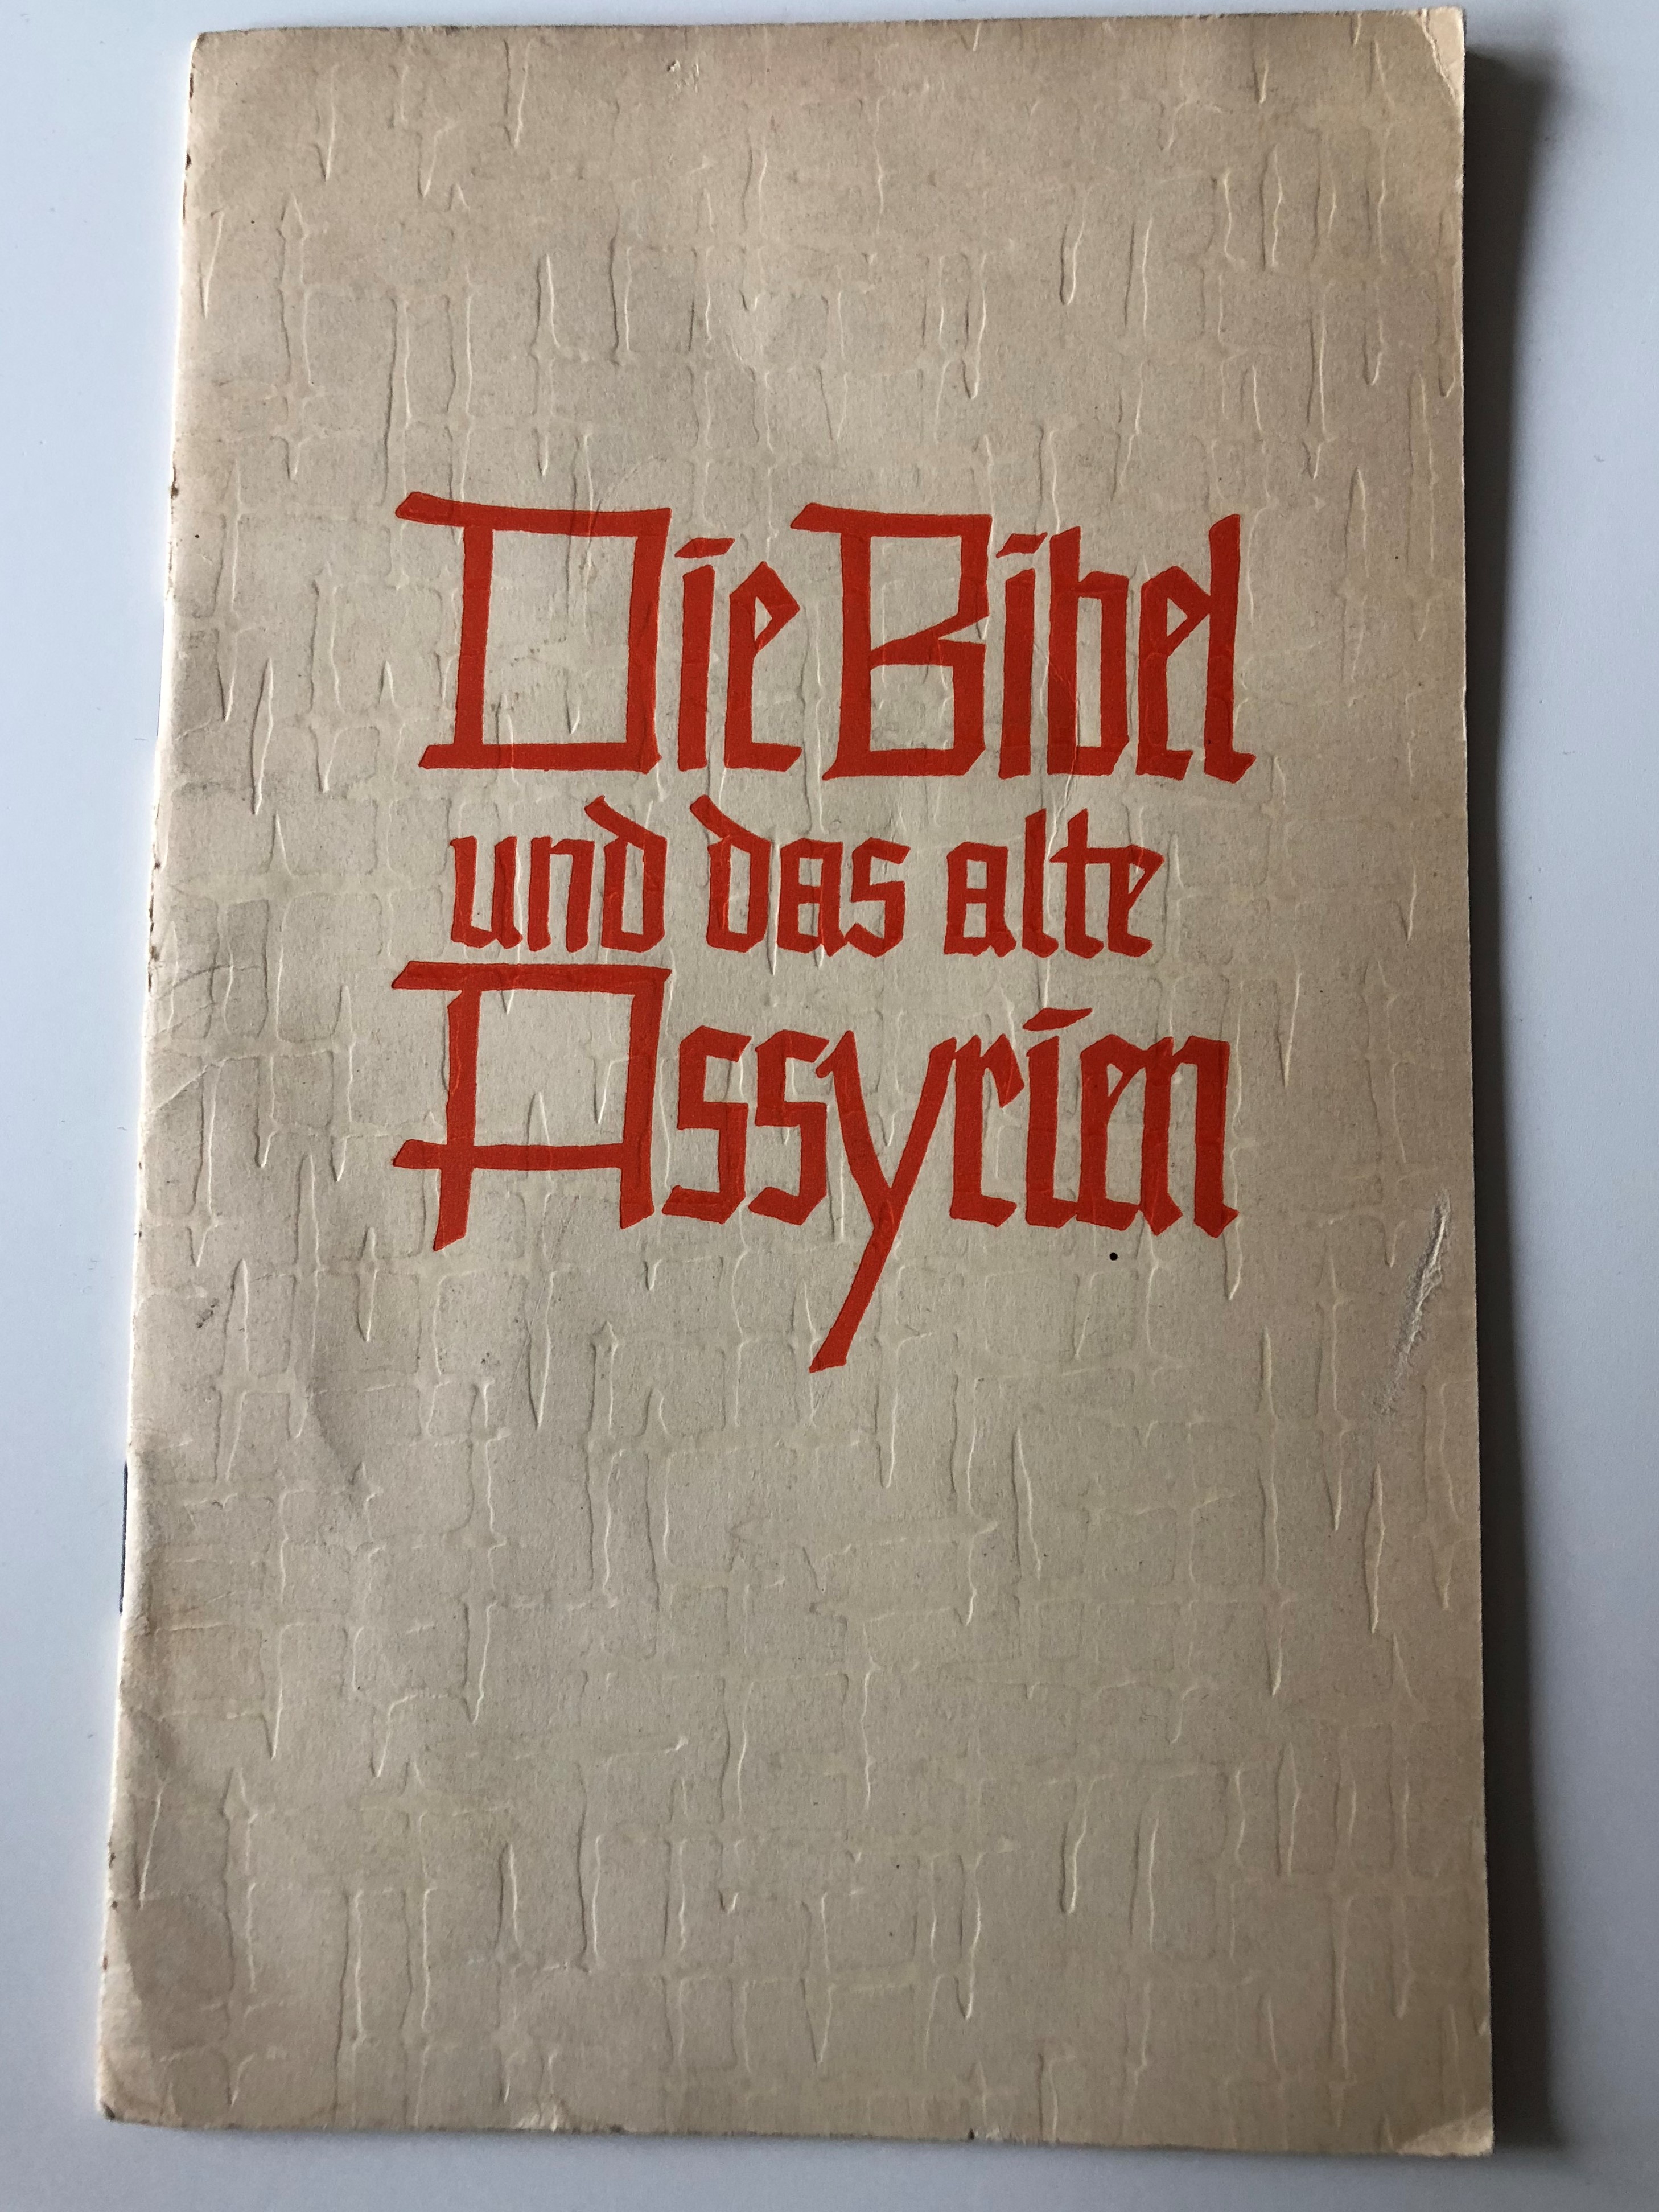 Die Bibel
und das alte
Assyrien